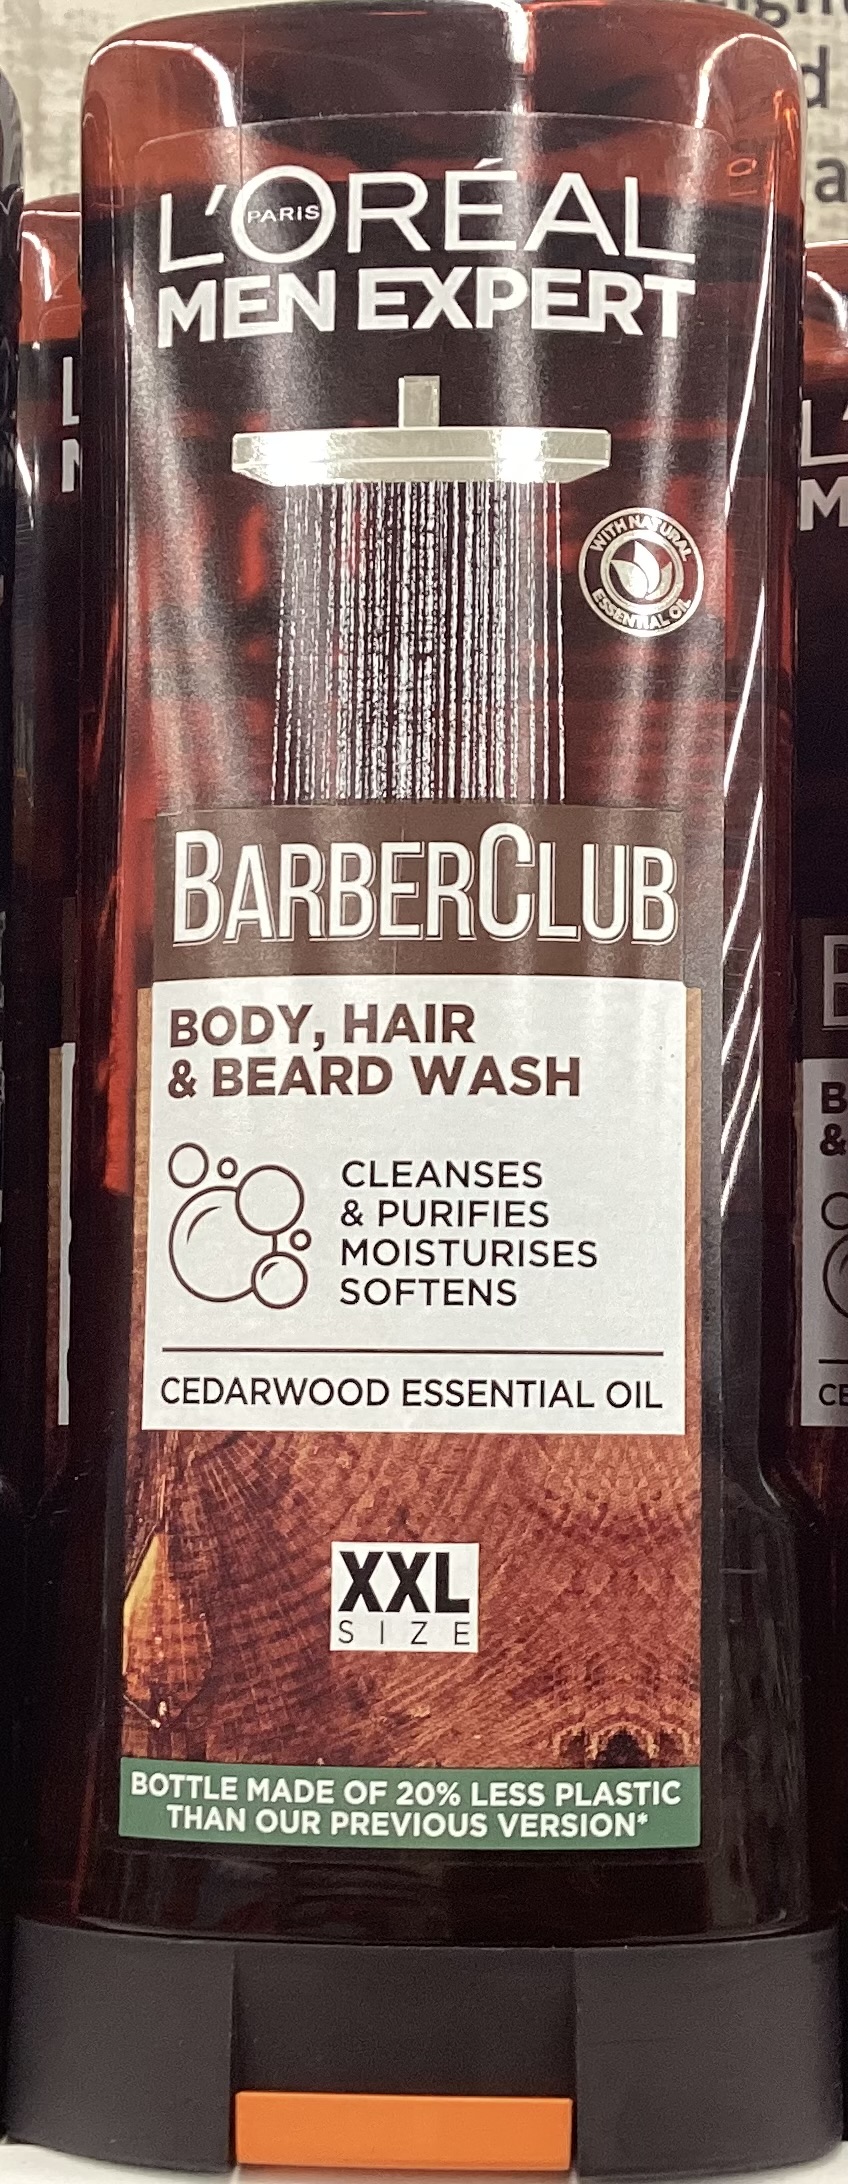 L'ORÉAL
PARIS
MEN EXPERT
WITH NATURAL
ESSENTIAL OIL
BARBERCLUB
BODY, HAIR
& BEARD WASH
CLEANSES
& PURIFIES
MOISTURISES
SOFTENS
CEDARWOOD ESSENTIAL OIL
XXL
SIZE
BOTTLE MADE OF 20% LESS PLASTIC
THAN OUR PREVIOUS VERSION*